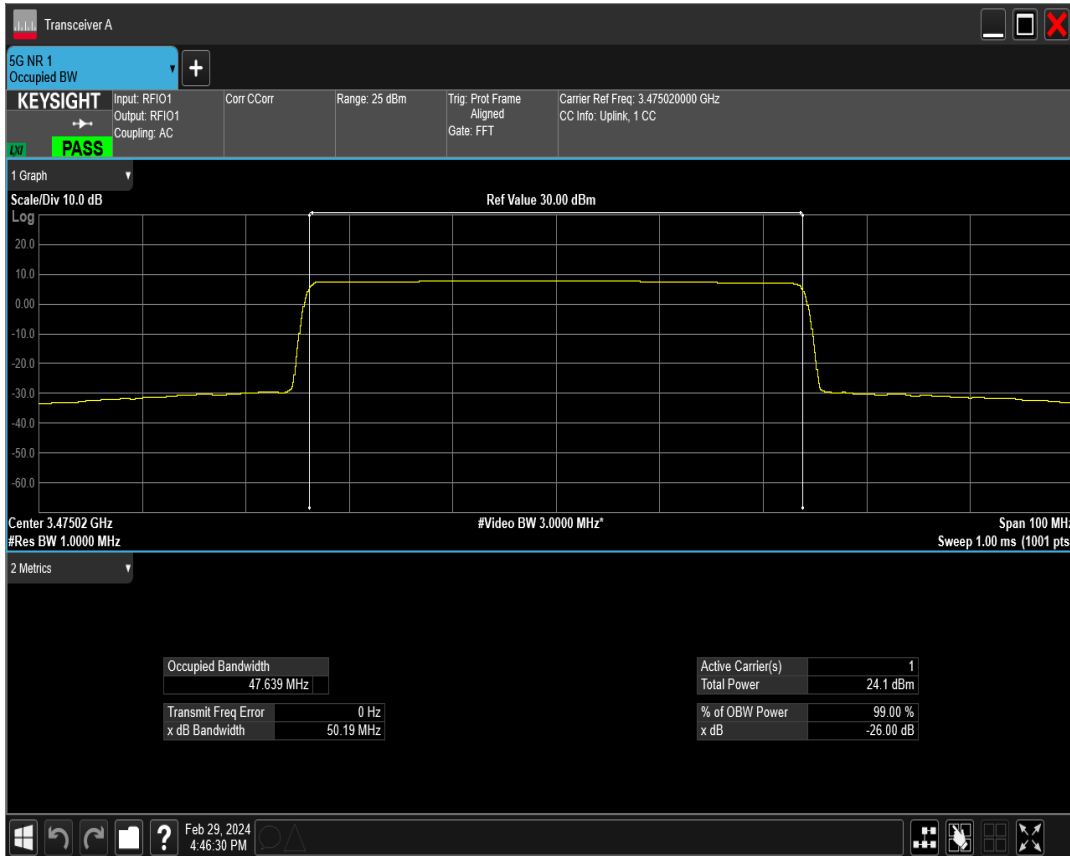 Transceiver A
5G NR 1
Occupied BW
+
KEYSIGHT
LXI
PASS
Input: RFIO1
Output: RFIO1
Coupling: AC
Corr CCorr
Range: 25 dBm
Trig: Prot Frame
Aligned
Gate: FFT
Carrier Ref Freq: 3.475020000 GHz
CC Info: Uplink, 1 CC
1 Graph
Scale/Div 10.0 dB
Ref Value 30.00 dBm
Log
20.0
10.0
0.00
-10.0
-20.0
-30.0
-40.0
-50.0
-60.0
Center 3.47502 GHz
#Video BW 3.0000 MHz*
Span 100 MHz
#Res BW 1.0000 MHz
Sweep 1.00 ms (1001 pts
2 Metrics
Occupied Bandwidth
47.639 MHz
Transmit Freq Error 0 Hz
x dB Bandwidth 50.19 MHz
Active Carrier(s) 1
Total Power 24.1 dBm
% of OBW Power 99.00 %
x dB -26.00 dB
?
Feb 29, 2024
4:46:30 PM